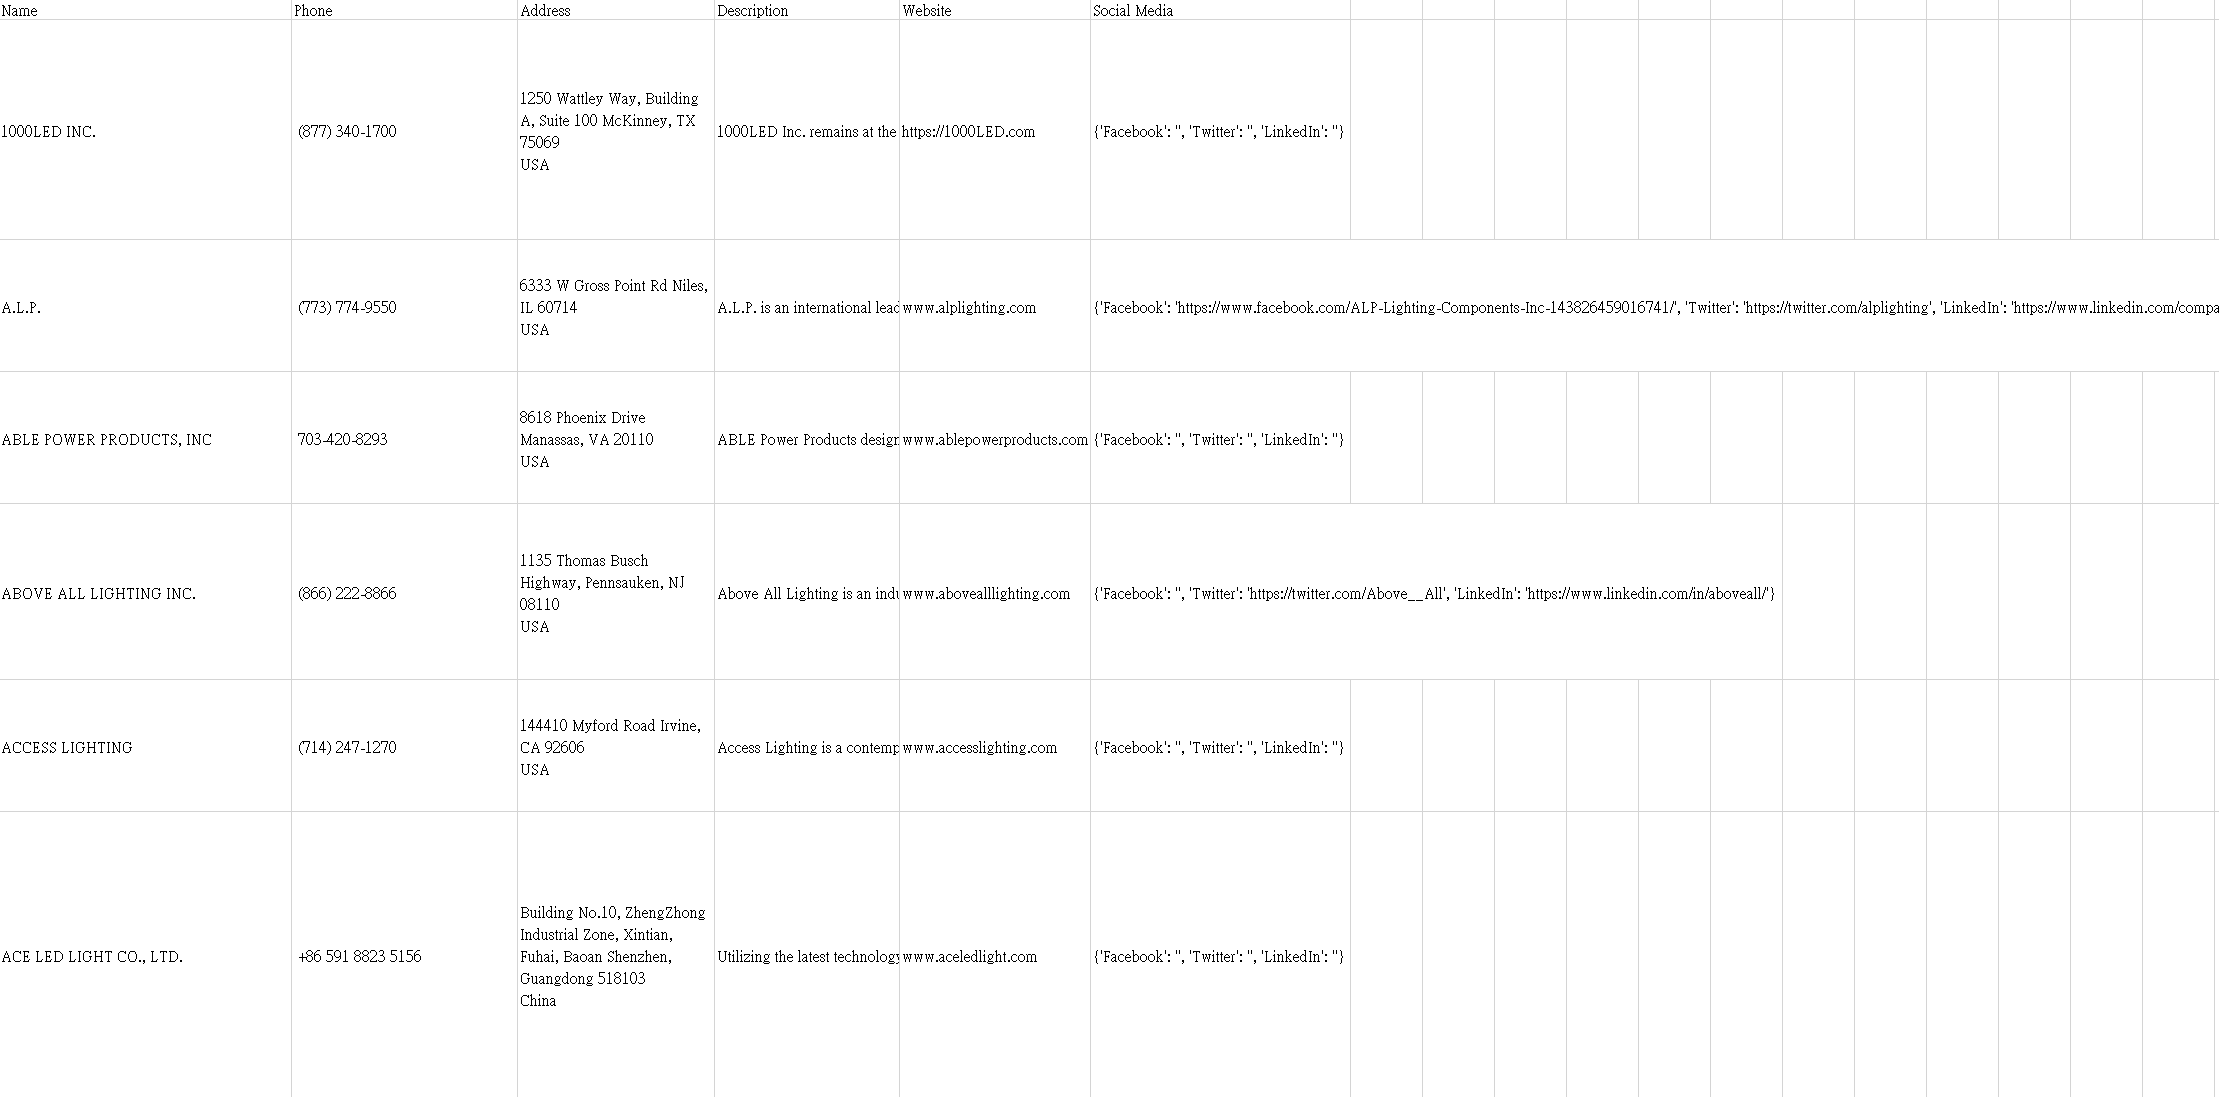 Name Phone Address Description Website Social Media
1250 Wattley Way, Building
A, Suite 100 McKinney, TX
1000LED INC. (877) 340-1700 75069 1000LED Inc. remains at the https://1000LED.com {'Facebook': '', 'Twitter': '', 'LinkedIn': ''}
USA
6333 W Gross Point Rd Niles,
A.L.P. (773) 774-9550 IL 60714 A.L.P. is an international lead www.alplighting.com {'Facebook': 'https://www.facebook.com/ALP-Lighting-Components-Inc-143826459016741/', 'Twitter': 'https://twitter.com/alplighting', 'LinkedIn': 'https://www.linkedin.com/compa
USA
8618 Phoenix Drive
ABLE POWER PRODUCTS, INC 703-420-8293 Manassas, VA 20110 ABLE Power Products design www.ablepowerproducts.com {'Facebook': '', 'Twitter': '', 'LinkedIn': ''}
USA
1135 Thomas Busch
Highway, Pennsauken, NJ
ABOVE ALL LIGHTING INC. (866) 222-8866 08110 Above All Lighting is an indu www.abovealllighting.com {'Facebook': '', 'Twitter': 'https://twitter.com/Above__All', 'LinkedIn': 'https://www.linkedin.com/in/aboveall/'}
USA
144410 Myford Road Irvine,
ACCESS LIGHTING (714) 247-1270 CA 92606 Access Lighting is a contemp www.accesslighting.com {'Facebook': '', 'Twitter': '', 'LinkedIn': ''}
USA
Building No.10, ZhengZhong
Industrial Zone, Xintian,
ACE LED LIGHT CO., LTD. +86 591 8823 5156 Fuhai, Baoan Shenzhen, Utilizing the latest technology www.aceledlight.com {'Facebook': '', 'Twitter': '', 'LinkedIn': ''}
Guangdong 518103
China